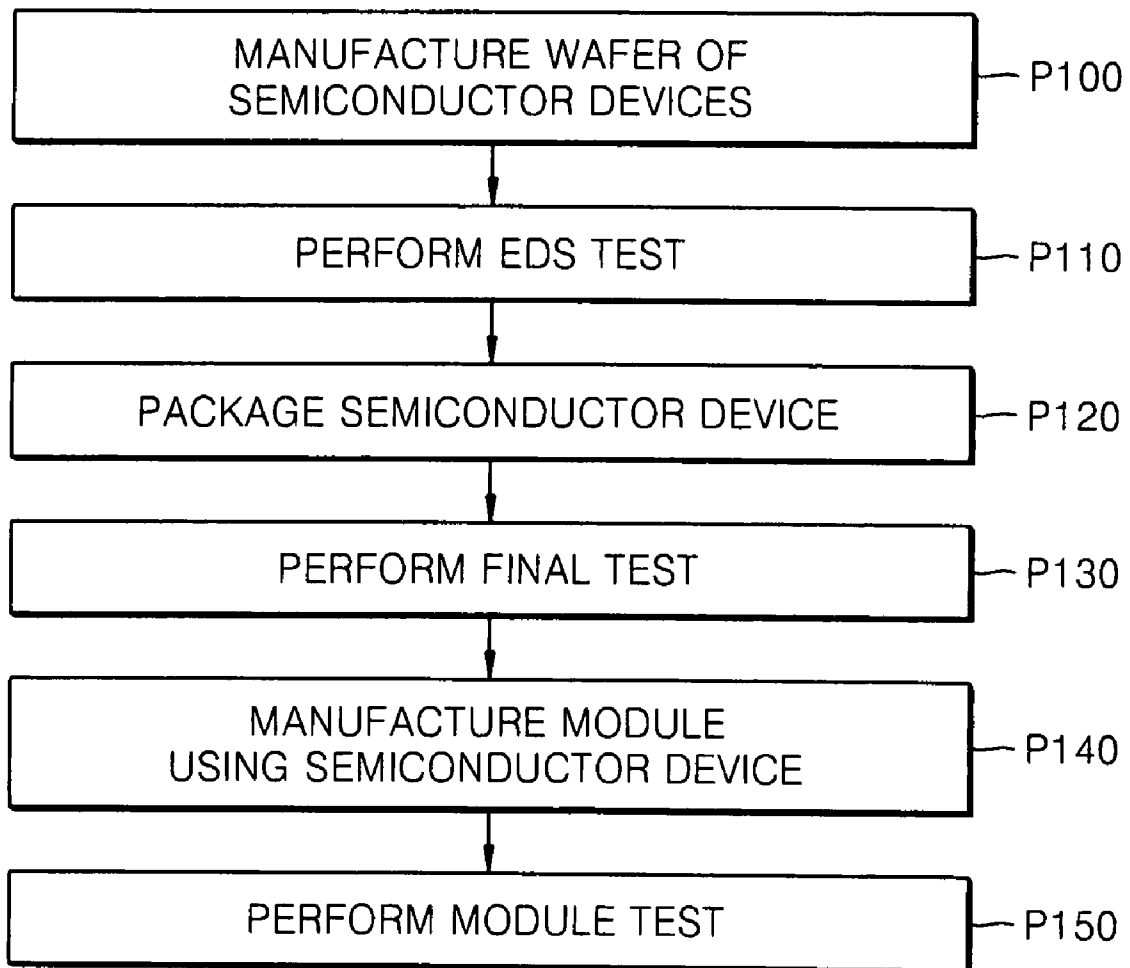 MANUFACTURE WAFER OF
SEMICONDUCTOR DEVICES
P100
PERFORM EDS TEST
P110
PACKAGE SEMICONDUCTOR DEVICE
P120
PERFORM FINAL TEST
P130
MANUFACTURE MODULE
USING SEMICONDUCTOR DEVICE
P140
PERFORM MODULE TEST
P150